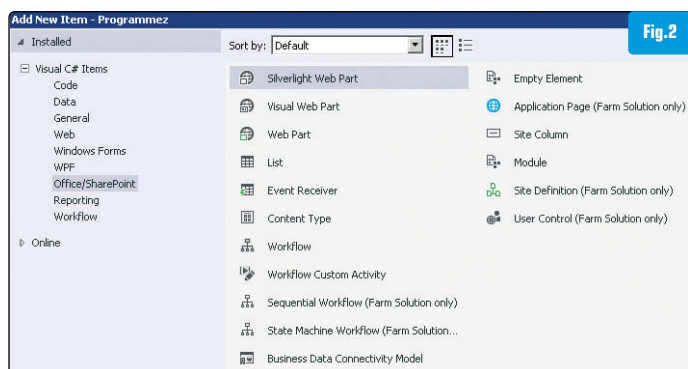 Add New Item - Programmez
Fig.2
Installed
Sort by: Default
Visual C# Items
Code
Data
General
Web
Windows Forms
WPF
Office/SharePoint
Reporting
Workflow
Online
Silverlight Web Part
Visual Web Part
Web Part
List
Event Receiver
Content Type
Workflow
Workflow Custom Activity
Sequential Workflow (Farm Solution only)
State Machine Workflow (Farm Solution...
Business Data Connectivity Model
Empty Element
Application Page (Farm Solution only)
Site Column
Module
Site Definition (Farm Solution only)
User Control (Farm Solution only)